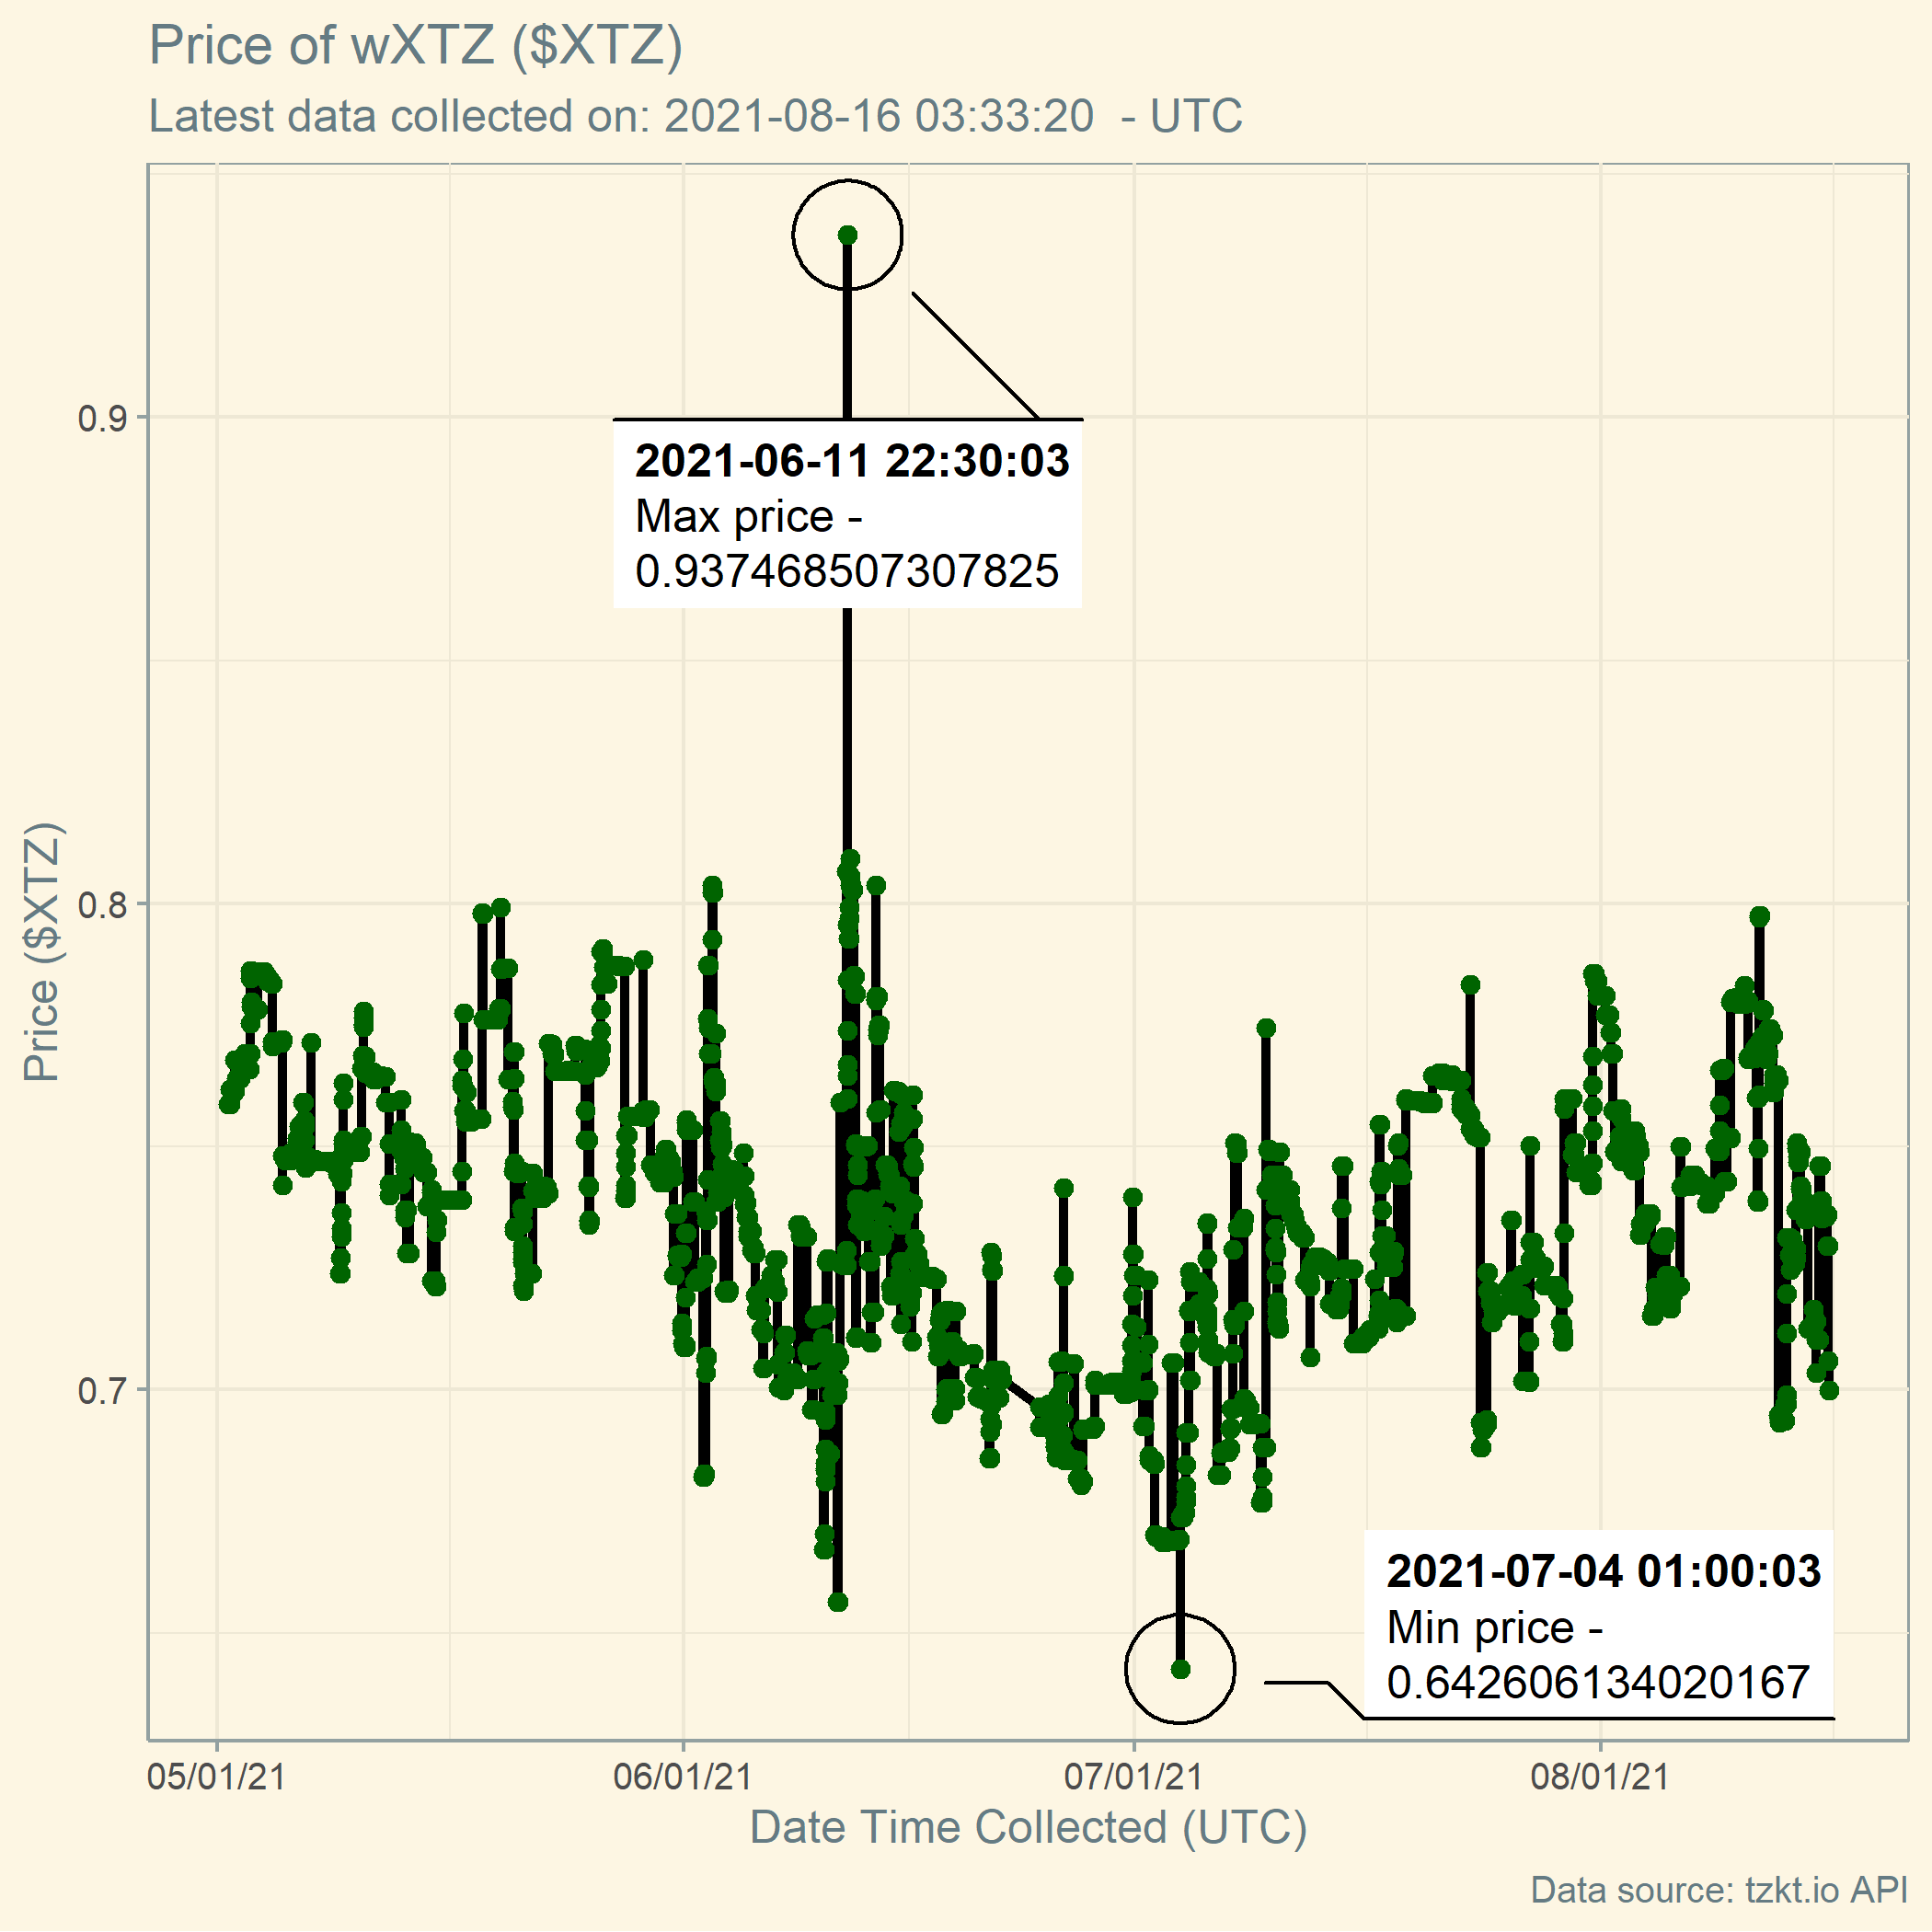 Price of wXTZ ($XTZ)
Latest data collected on: 2021-08-16 03:33:20  - UTC
Price ($XTZ)
0.9
0.8
0.7
2021-06-11 22:30:03
Max price -
0.937468507307825
2021-07-04 01:00:03
Min price -
0.642606134020167
05/01/21
06/01/21
07/01/21
08/01/21
Date Time Collected (UTC)
Data source: tzkt.io API